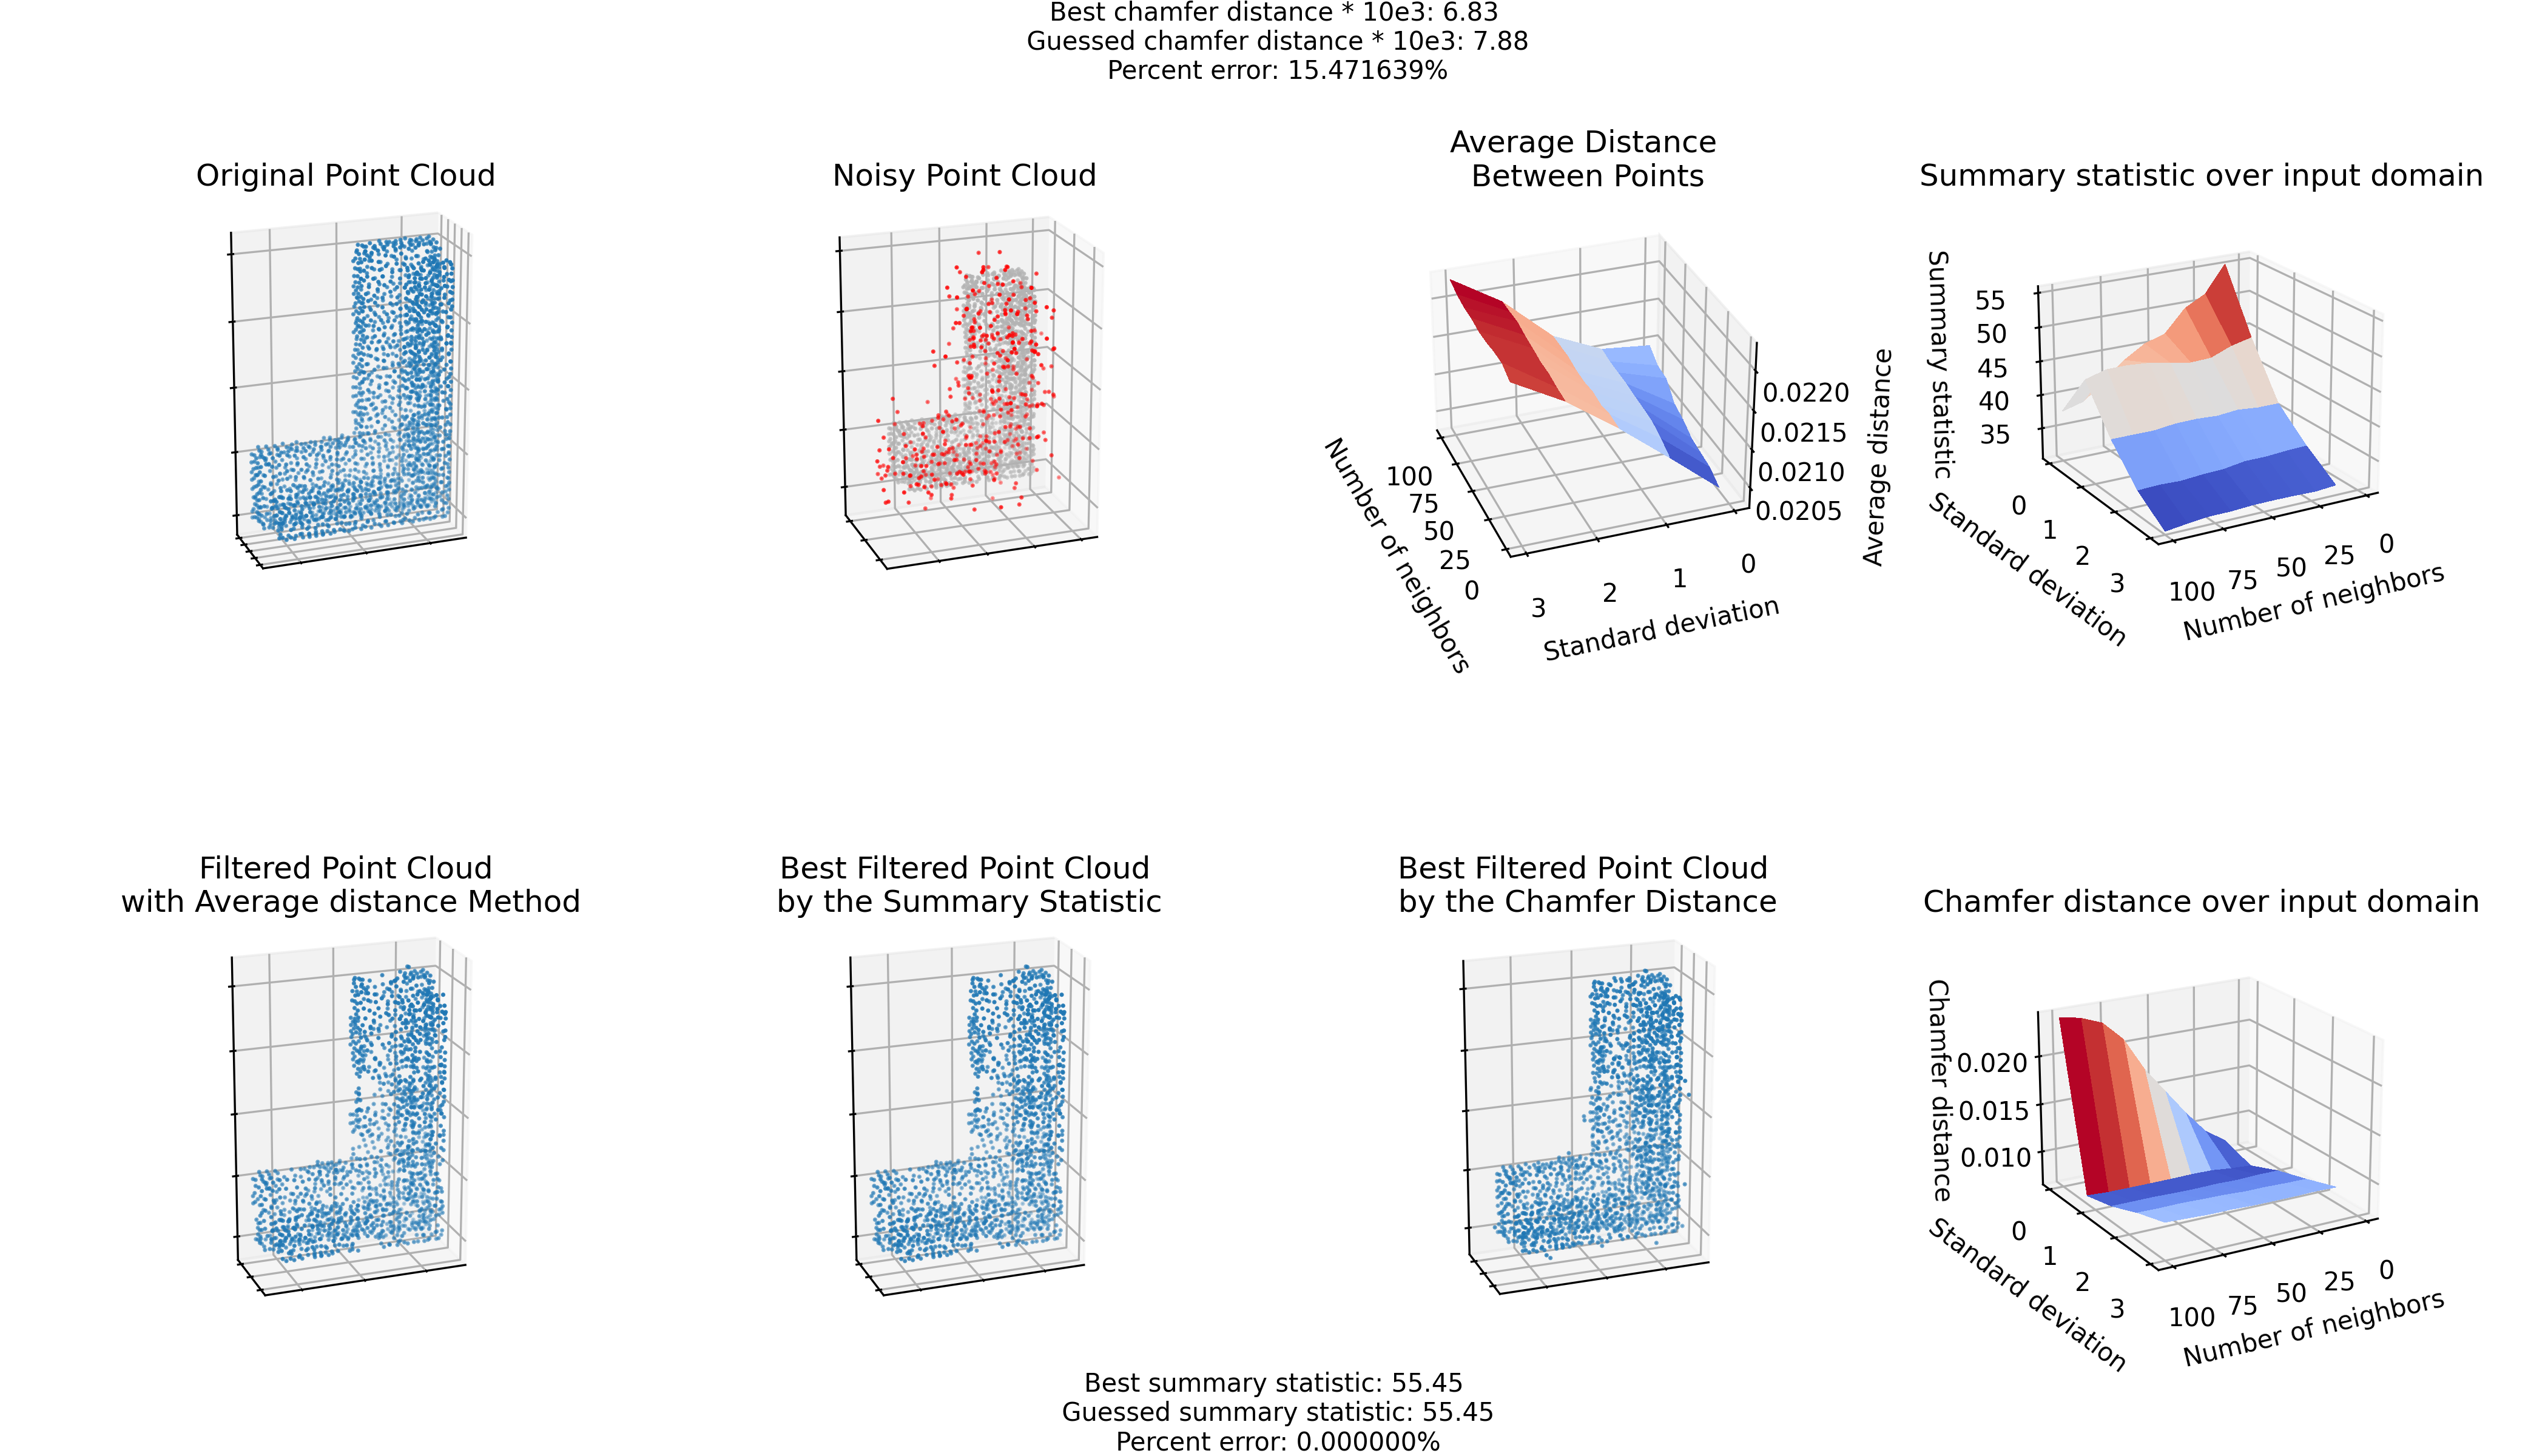 Best chamfer distance * 10e3: 6.83
Guessed chamfer distance * 10e3: 7.88
Percent error: 15.471639%
Original Point Cloud
Noisy Point Cloud
Average Distance
Between Points
0.0220
0.0215
0.0210
0.0205
Average distance
100
75
50
25
0
Number of neighbors
3
2
1
0
Standard deviation
Summary statistic over input domain
55
50
45
40
35
Summary statistic
0
1
2
3
Standard deviation
100
75
50
25
0
Number of neighbors
Filtered Point Cloud
with Average distance Method
Best Filtered Point Cloud
by the Summary Statistic
Best Filtered Point Cloud
by the Chamfer Distance
Chamfer distance over input domain
0.020
0.015
0.010
Chamfer distance
0
1
2
3
Standard deviation
100
75
50
25
0
Number of neighbors
Best summary statistic: 55.45
Guessed summary statistic: 55.45
Percent error: 0.000000%